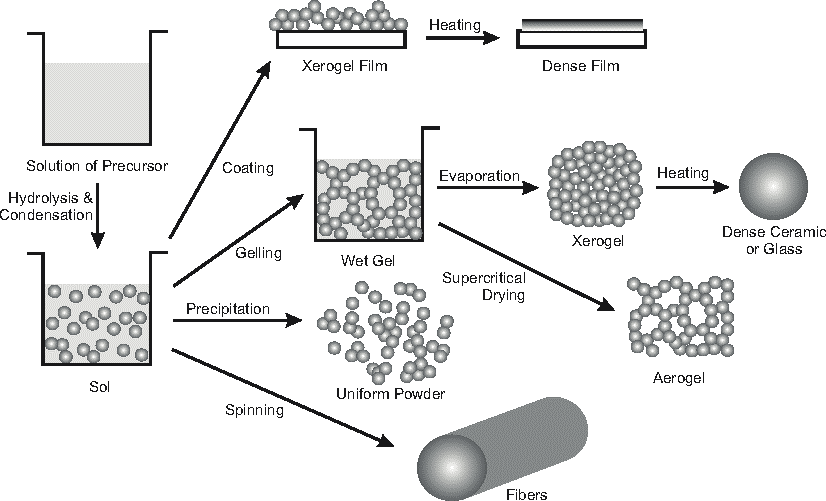 Heating
Xerogel Film
Dense Film
Solution of Precursor
Coating
Evaporation
Heating
Hydrolysis &
Condensation
Xerogel
Dense Ceramic
or Glass
Gelling
Wet Gel
Supercritical
Drying
Precipitation
Aerogel
Sol
Uniform Powder
Spinning
Fibers